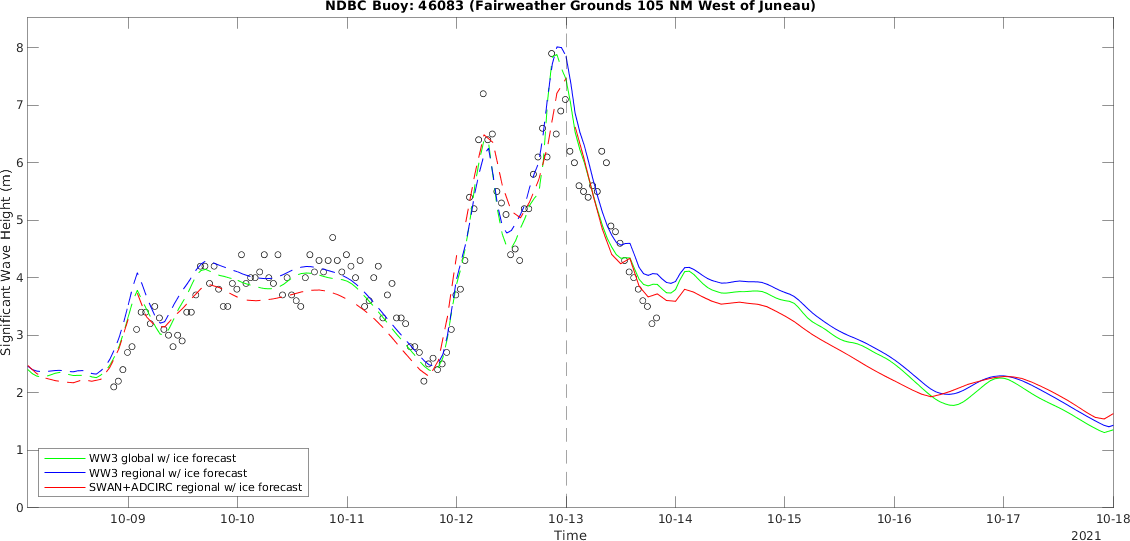 NDBC Buoy: 46083 (Fairweather Grounds 105 NM West of Juneau)
Significant Wave Height (m)
8
7
6
5
4
3
2
1
0
WW3 global w/ ice forecast
WW3 regional w/ ice forecast
SWAN+ADCIRC regional w/ ice forecast
10-09 10-10 10-11 10-12 10-13 10-14 10-15 10-16 10-17 10-18
Time
2021